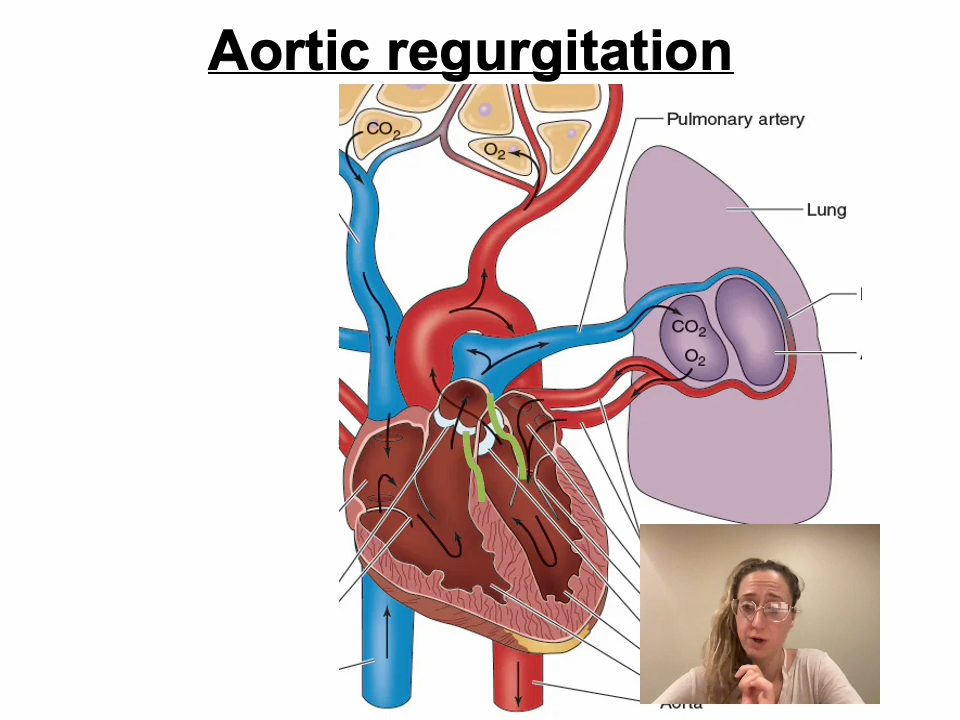 Aortic regurgitation
Pulmonary artery
CO2
O2
Lung
CO2
O2
Aorta